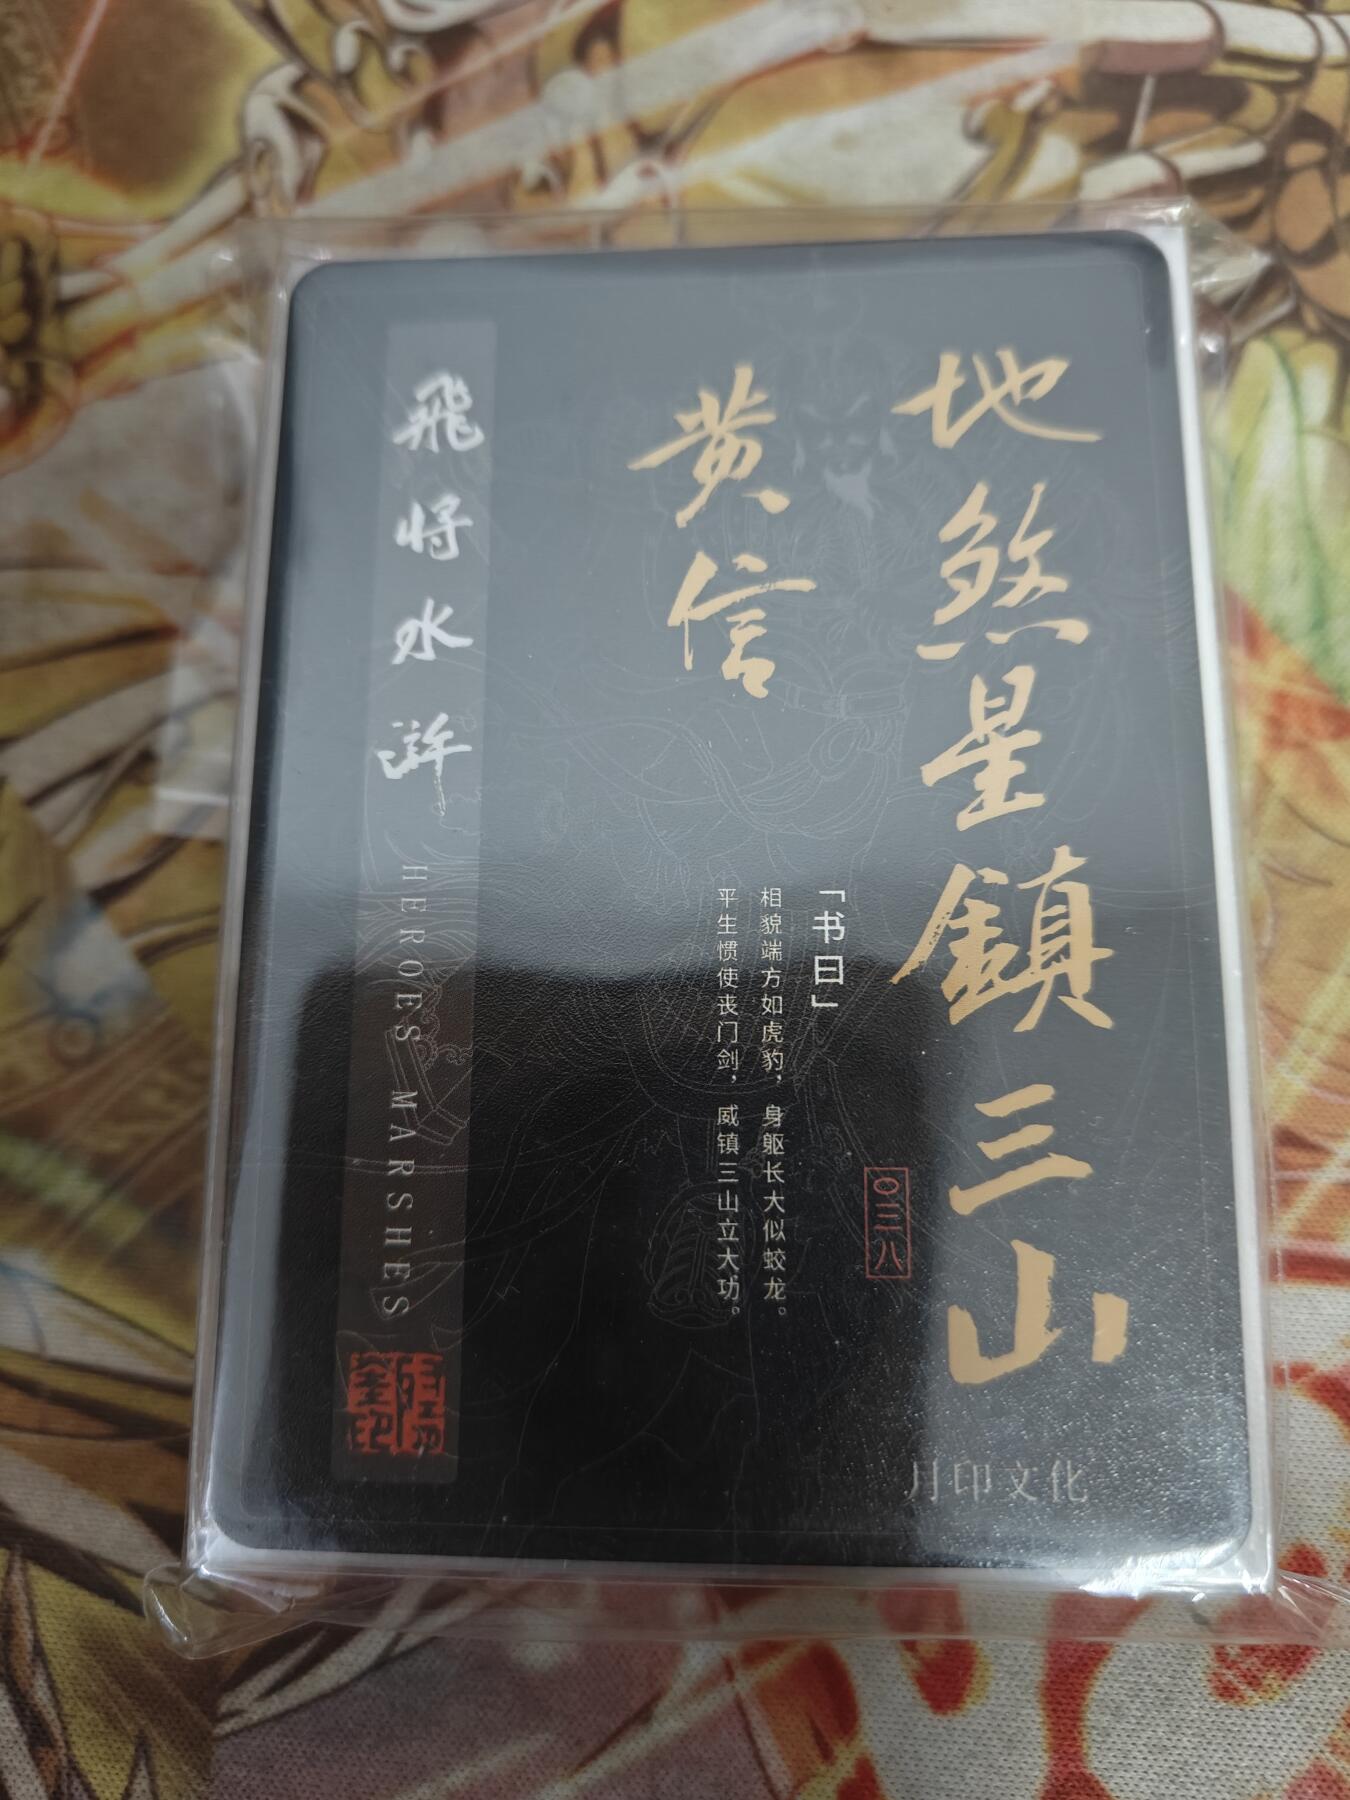 地煞星鎮三山
黄信
〇三八
「书曰」
相貌端方如虎豹，身躯长大似蛟龙。
平生惯使丧门剑，威镇三山立大功。
飛将水浒
HEROES MARSHES
月印文化